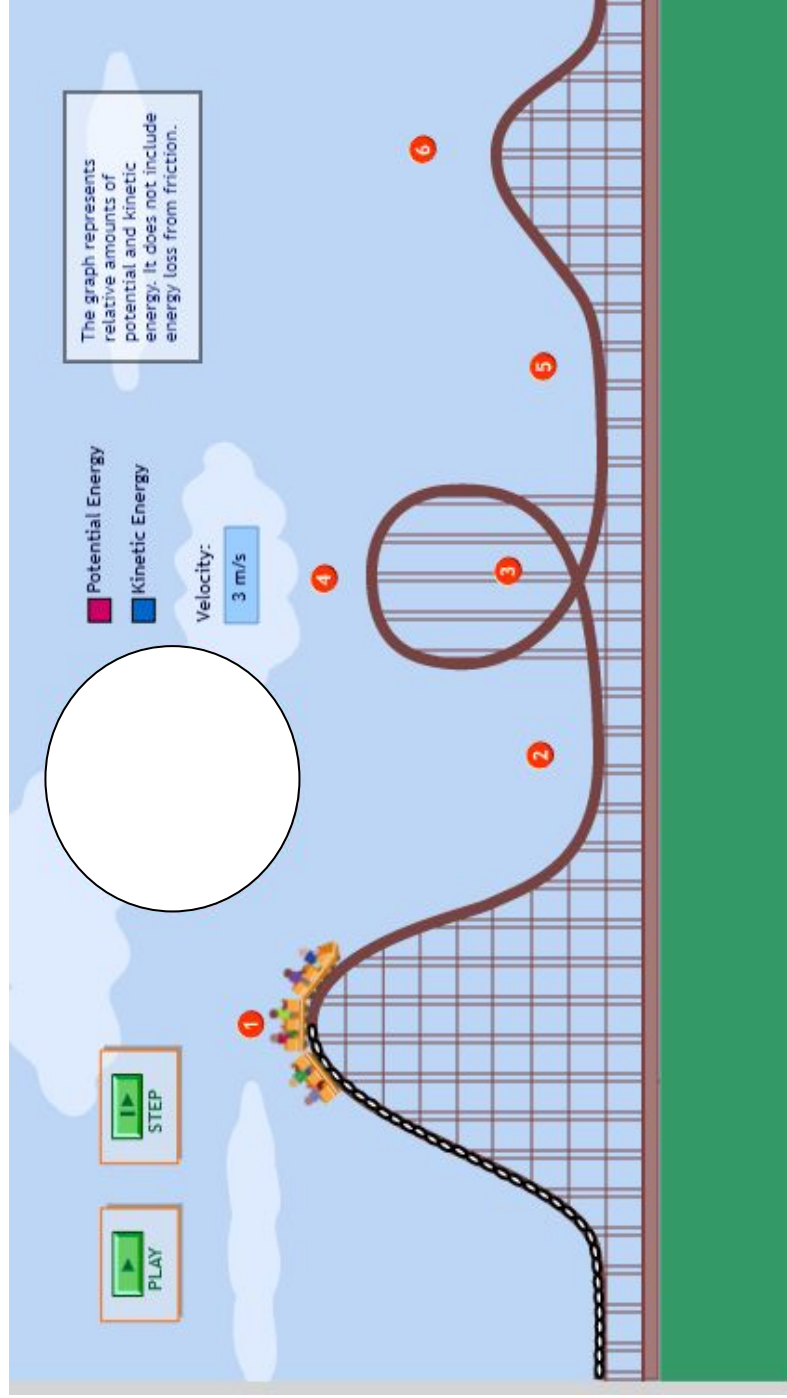 PLAY
STEP
Potential Energy
Kinetic Energy
Velocity:
3 m/s
The graph represents
relative amounts of
potential and kinetic
energy. It does not include
energy loss from friction.
1
2
3
4
5
6